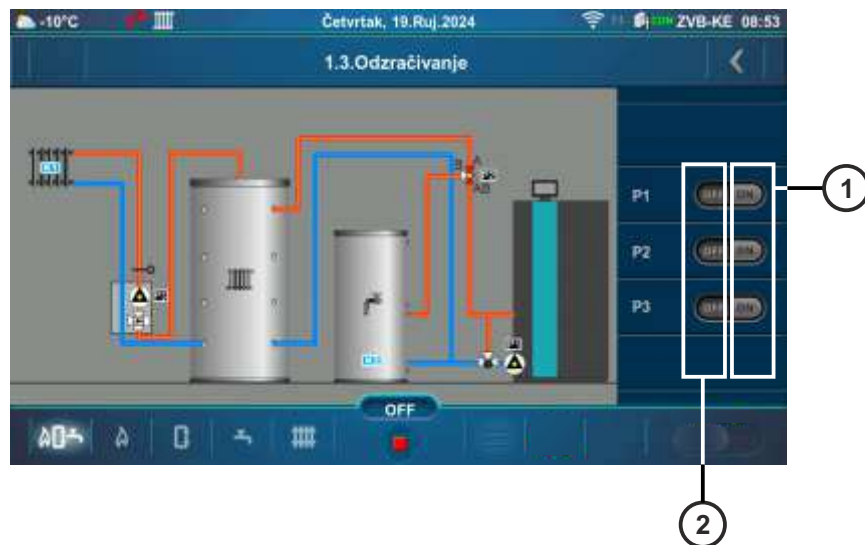 -10°C Četvrtak, 19.Ruj.2024 ZVB-KE 08:53
1.3.Odzračivanje
B A
AB
P1 OFF ON
1
P2 OFF ON
P3 OFF ON
OFF
2